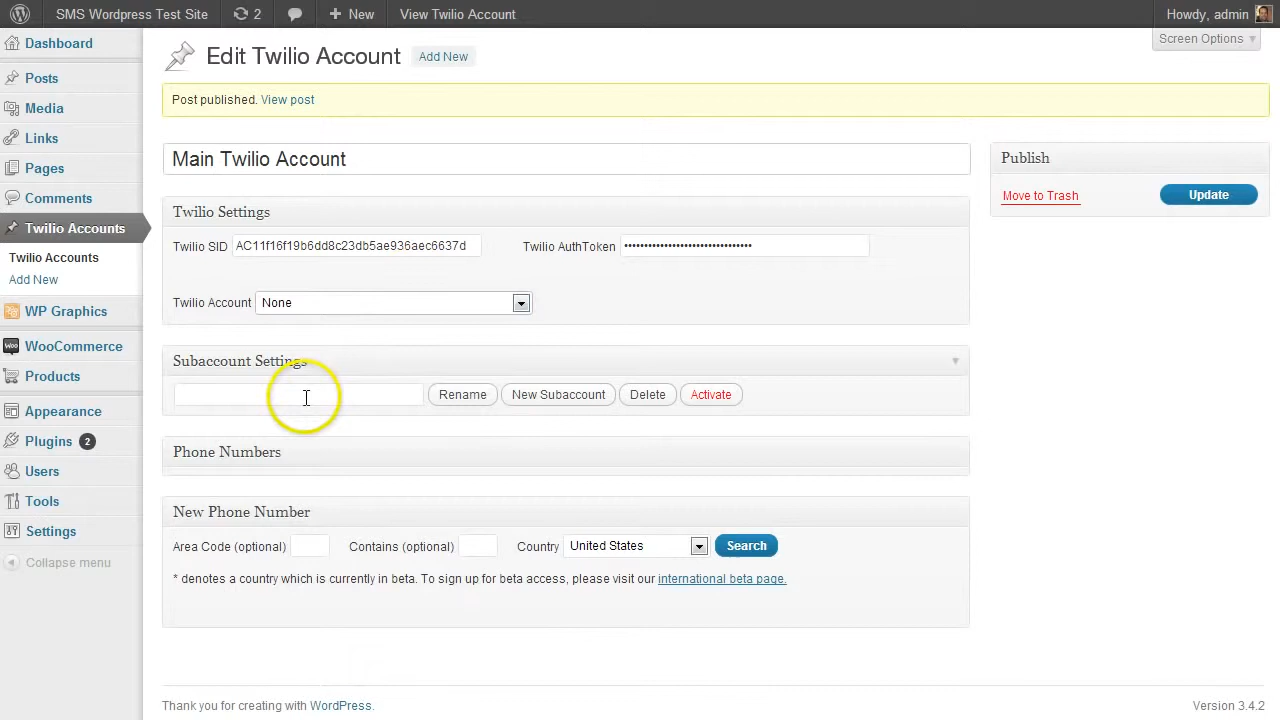 SMS Wordpress Test Site 2 + New View Twilio Account Howdy, admin
Screen Options
Dashboard
Posts
Media
Links
Pages
Comments
Twilio Accounts
Twilio Accounts
Add New
WP Graphics
WooCommerce
Products
Appearance
Plugins 2
Users
Tools
Settings
Collapse menu
Edit Twilio Account Add New
Post published. View post
Main Twilio Account
Twilio Settings
Twilio SID AC11f16f19b6dd8c23db5ae936aec6637d Twilio AuthToken ••••••••••••••••••••••••••••••••
Twilio Account None
Subaccount Settings
Rename New Subaccount Delete Activate
Phone Numbers
New Phone Number
Area Code (optional) Contains (optional) Country United States Search
* denotes a country which is currently in beta. To sign up for beta access, please visit our international beta page.
Publish
Move to Trash Update
Thank you for creating with WordPress. Version 3.4.2